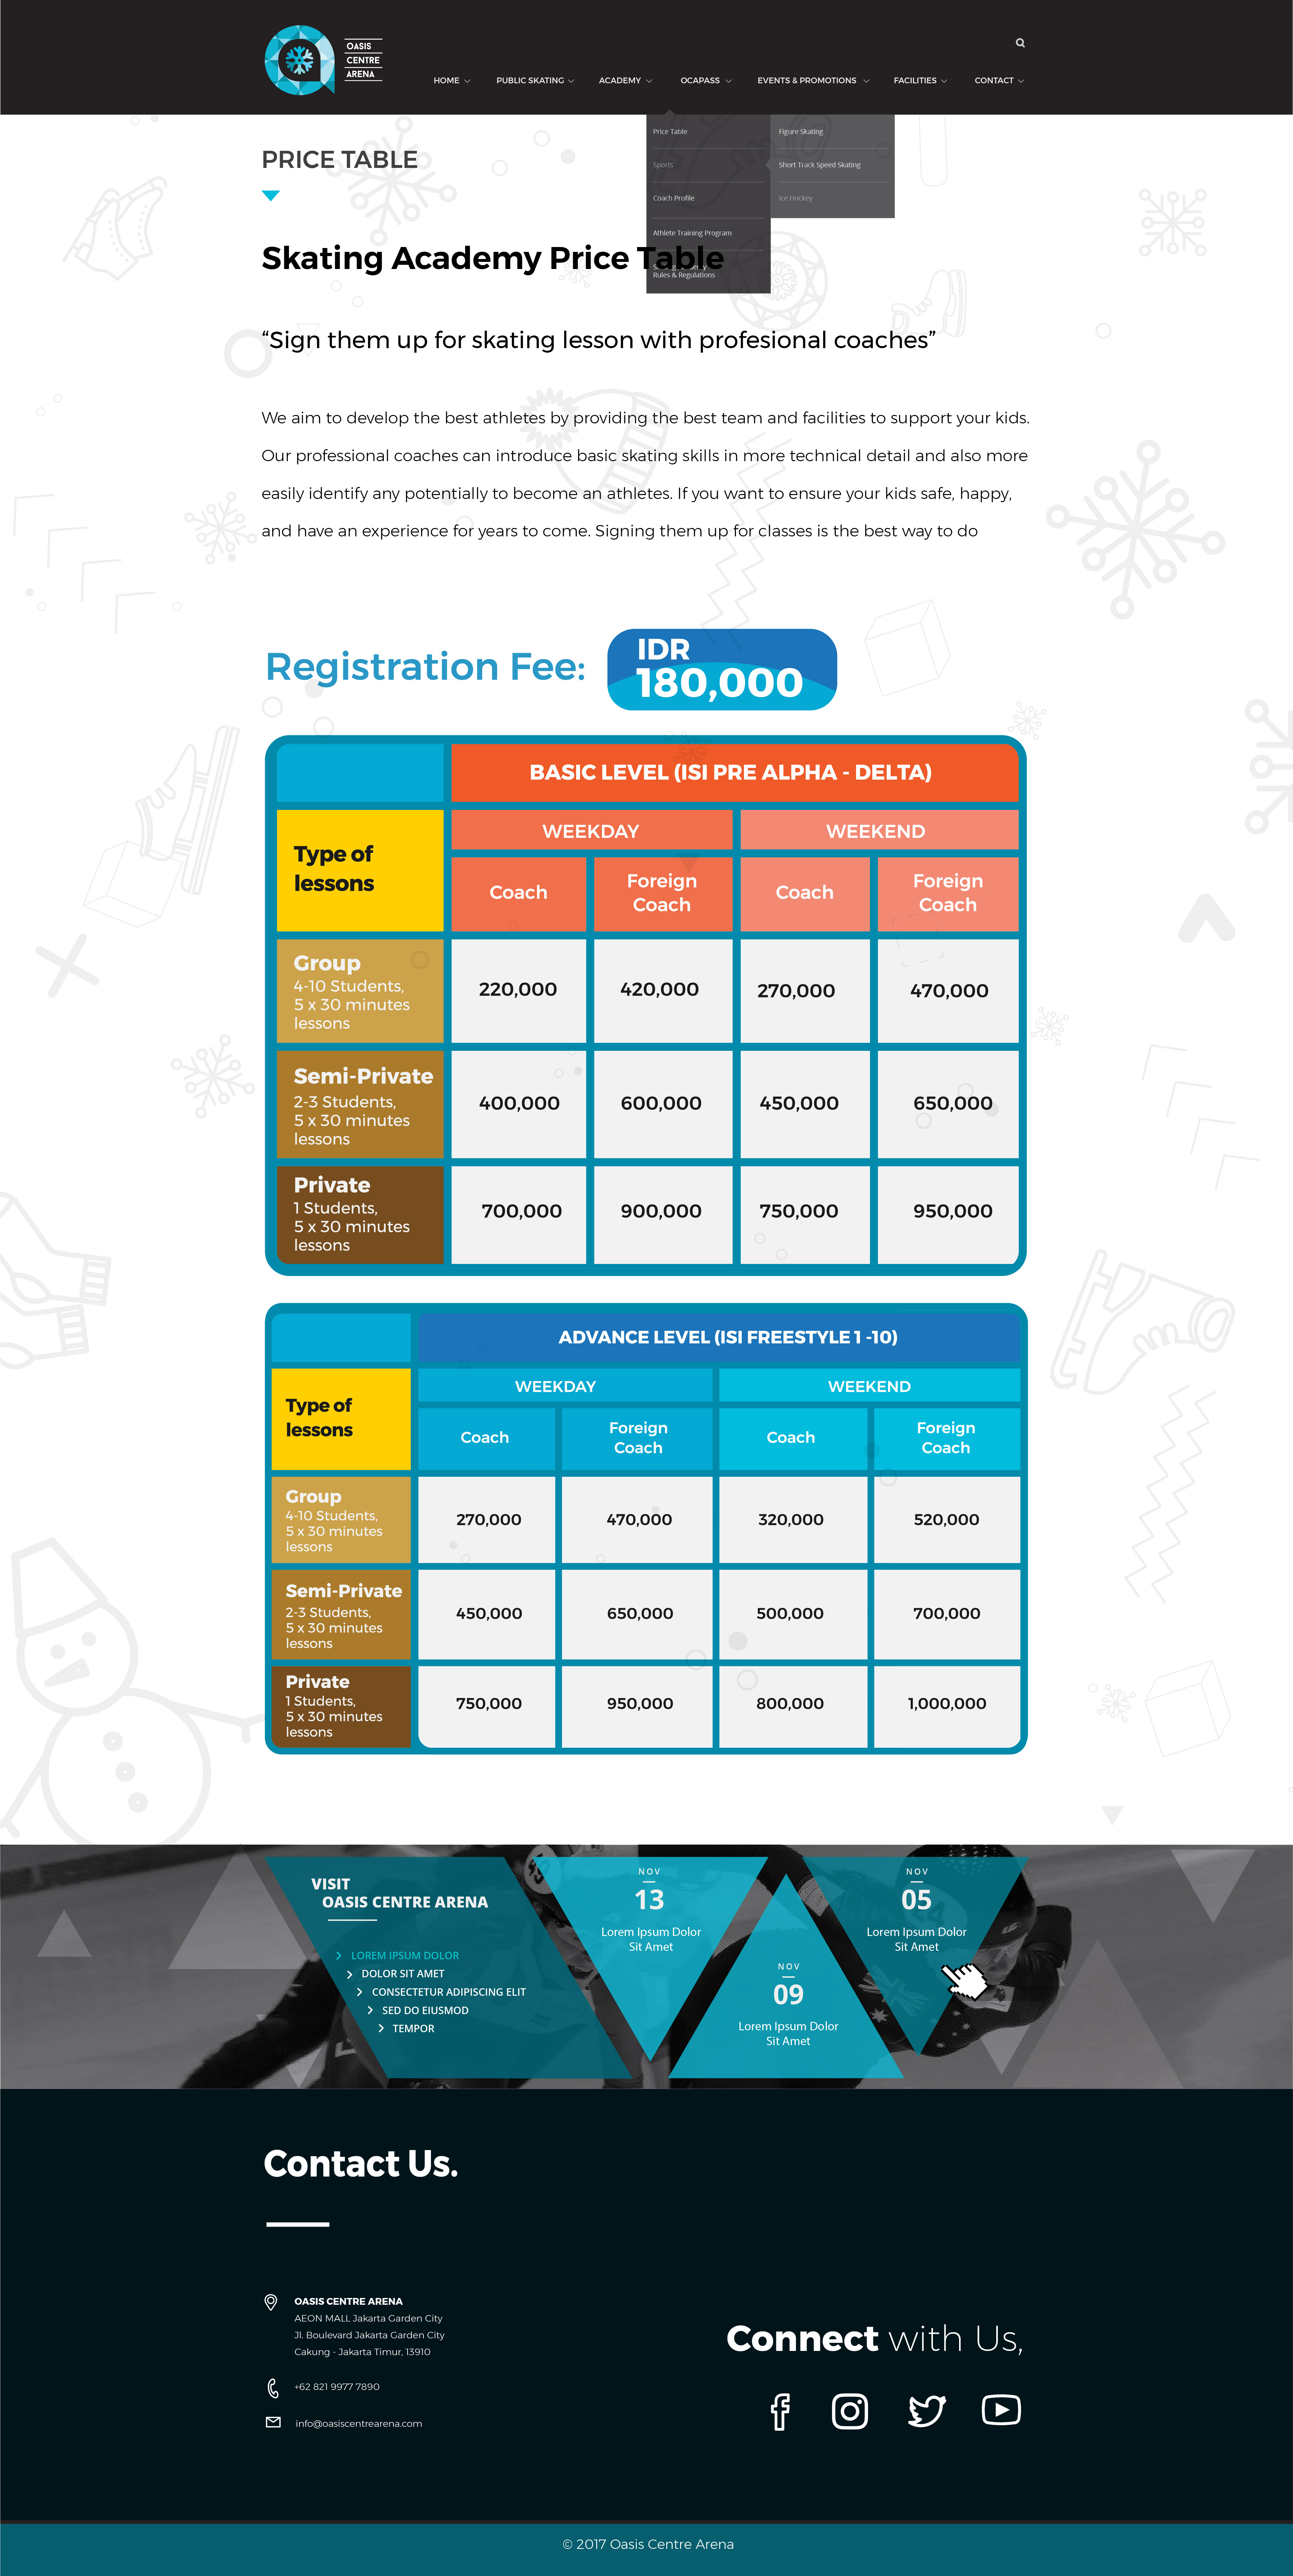 OASIS
CENTRE
ARENA
HOME
PUBLIC SKATING
ACADEMY
OCAPASS
EVENTS & PROMOTIONS
FACILITIES
CONTACT
Price Table
Sports
Coach Profile
Athlete Training Program
Rules & Regulations
Figure Skating
Short Track Speed Skating
Ice Hockey
PRICE TABLE
Skating Academy Price Table
“Sign them up for skating lesson with profesional coaches”
We aim to develop the best athletes by providing the best team and facilities to support your kids.
Our professional coaches can introduce basic skating skills in more technical detail and also more
easily identify any potentially to become an athletes. If you want to ensure your kids safe, happy,
and have an experience for years to come. Signing them up for classes is the best way to do
Registration Fee:
IDR
180,000
BASIC LEVEL (ISI PRE ALPHA - DELTA)
Type of
lessons
WEEKDAY
WEEKEND
Coach
Foreign
Coach
Coach
Foreign
Coach
Group
4-10 Students,
5 x 30 minutes
lessons
220,000
420,000
270,000
470,000
Semi-Private
2-3 Students,
5 x 30 minutes
lessons
400,000
600,000
450,000
650,000
Private
1 Students,
5 x 30 minutes
lessons
700,000
900,000
750,000
950,000
ADVANCE LEVEL (ISI FREESTYLE 1 -10)
Type of
lessons
WEEKDAY
WEEKEND
Coach
Foreign
Coach
Coach
Foreign
Coach
Group
4-10 Students,
5 x 30 minutes
lessons
270,000
470,000
320,000
520,000
Semi-Private
2-3 Students,
5 x 30 minutes
lessons
450,000
650,000
500,000
700,000
Private
1 Students,
5 x 30 minutes
lessons
750,000
950,000
800,000
1,000,000
VISIT
OASIS CENTRE ARENA
LOREM IPSUM DOLOR
DOLOR SIT AMET
CONSECTETUR ADIPISCING ELIT
SED DO EIUSMOD
TEMPOR
NOV
13
Lorem Ipsum Dolor
Sit Amet
NOV
09
Lorem Ipsum Dolor
Sit Amet
NOV
05
Lorem Ipsum Dolor
Sit Amet
Contact Us.
OASIS CENTRE ARENA
AEON MALL Jakarta Garden City
Jl. Boulevard Jakarta Garden City
Cakung - Jakarta Timur, 13910
+62 821 9977 7890
info@oasiscentrearena.com
Connect with Us,
© 2017 Oasis Centre Arena